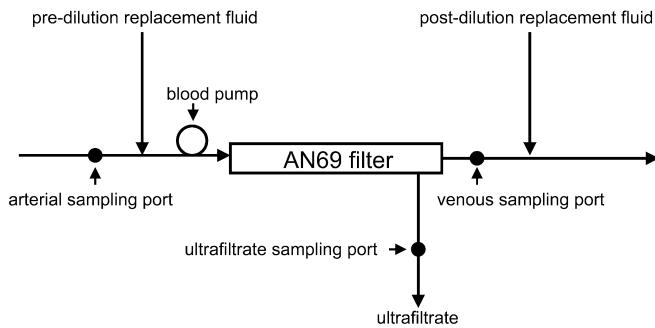 pre-dilution replacement fluid
post-dilution replacement fluid
blood pump
AN69 filter
arterial sampling port
venous sampling port
ultrafiltrate sampling port
ultrafiltrate